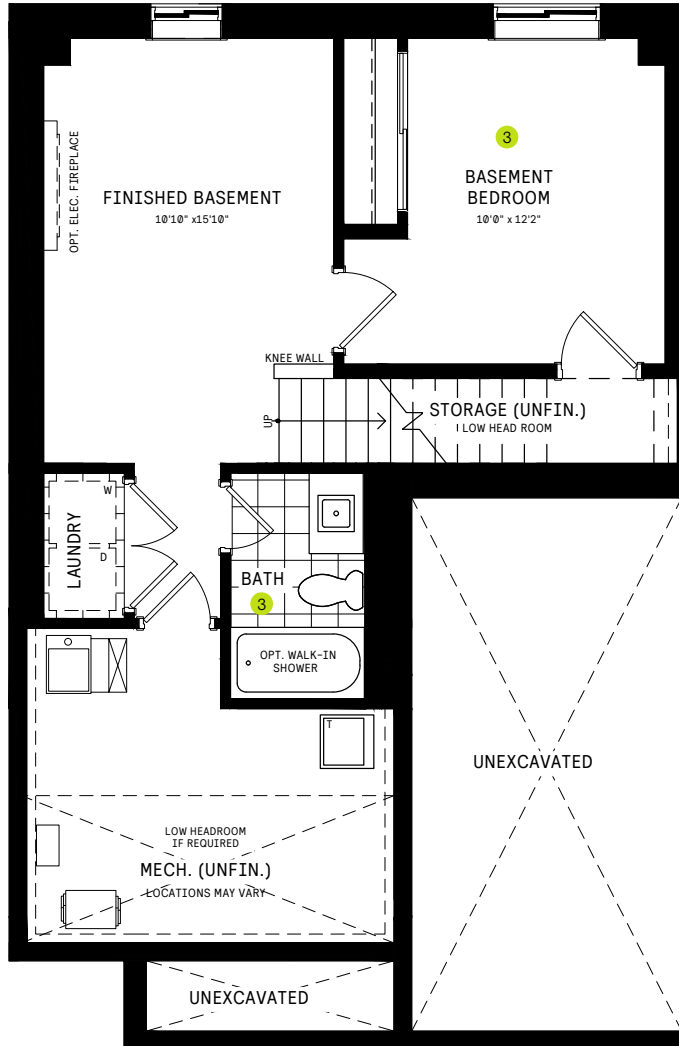 3
OPT. ELEC. FIREPLACE
FINISHED BASEMENT
10'10" x15'10"
BASEMENT
BEDROOM
10'0" x 12'2"
KNEE WALL
UP
STORAGE (UNFIN.)
LOW HEAD ROOM
W
D
LAUNDRY
BATH
3
OPT. WALK-IN
SHOWER
T
UNEXCAVATED
LOW HEADROOM
IF REQUIRED
MECH. (UNFIN.)
LOCATIONS MAY VARY
UNEXCAVATED